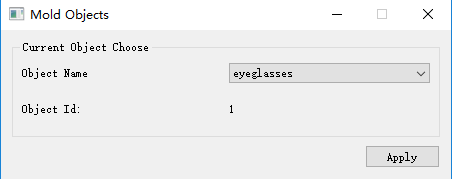 Mold Objects
Current Object Choose
Object Name eyeglasses
Object Id: 1
Apply